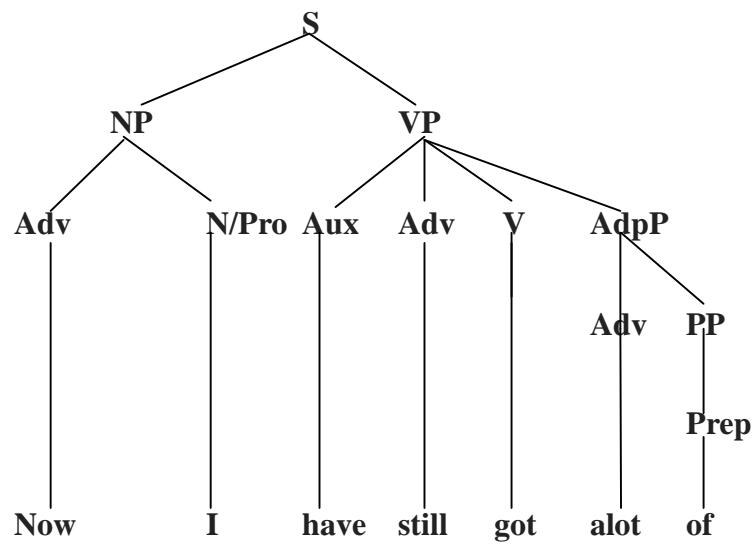 S
NP VP
Adv N/Pro Aux Adv V AdpP
Adv PP
Prep
Now I have still got alot of